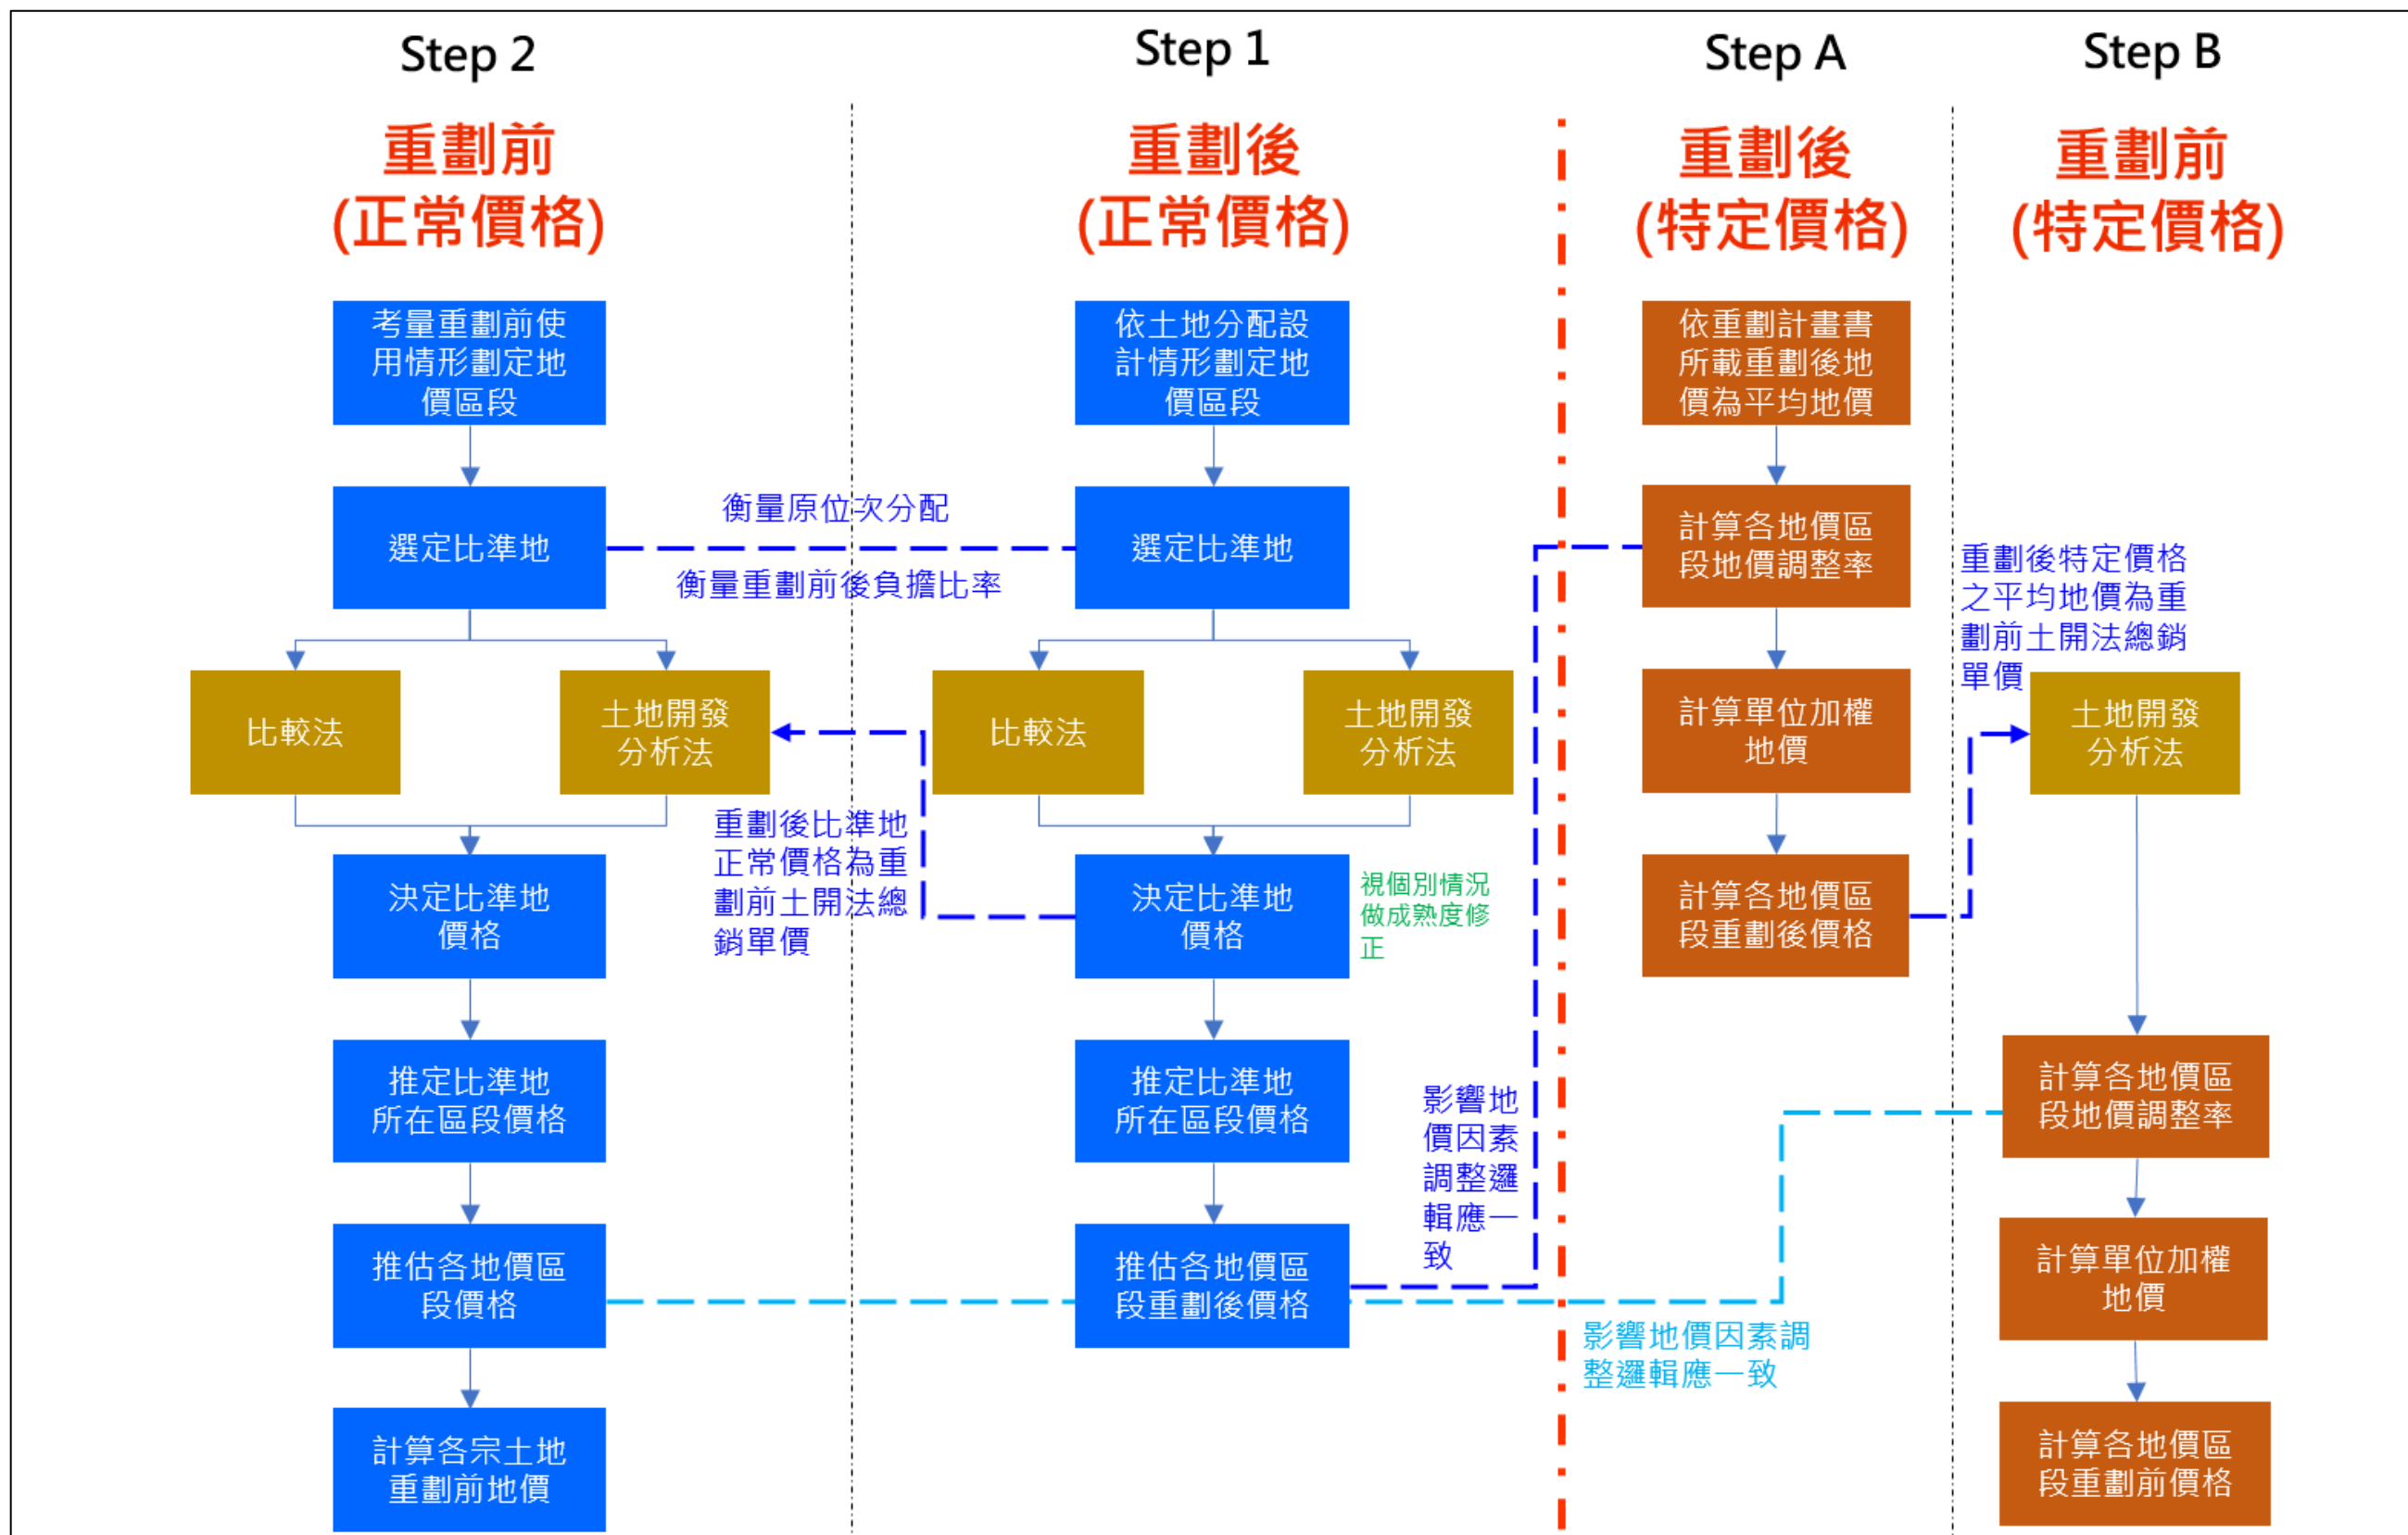 Step 2
重劃前
(正常價格)
考量重劃前使
用情形劃定地
價區段
選定比準地
比較法
土地開發
分析法
決定比準地
價格
推定比準地
所在區段價格
推估各地價區
段價格
計算各宗土地
重劃前地價
衡量原位次分配
衡量重劃前後負擔比率
重劃後比準地
正常價格為重
劃前土開法總
銷單價
Step 1
重劃後
(正常價格)
依土地分配設
計情形劃定地
價區段
選定比準地
比較法
土地開發
分析法
決定比準地
價格
視個別情況
做成熟度修
正
推定比準地
所在區段價格
推估各地價區
段重劃後價格
影響地
價因素
調整邏
輯應一
致
Step A
重劃後
(特定價格)
依重劃計畫書
所載重劃後地
價為平均地價
計算各地價區
段地價調整率
計算單位加權
地價
計算各地價區
段重劃後價格
影響地價因素調
整邏輯應一致
Step B
重劃前
(特定價格)
重劃後特定價格
之平均地價為重
劃前土開法總銷
單價
土地開發
分析法
計算各地價區
段地價調整率
計算單位加權
地價
計算各地價區
段重劃前價格